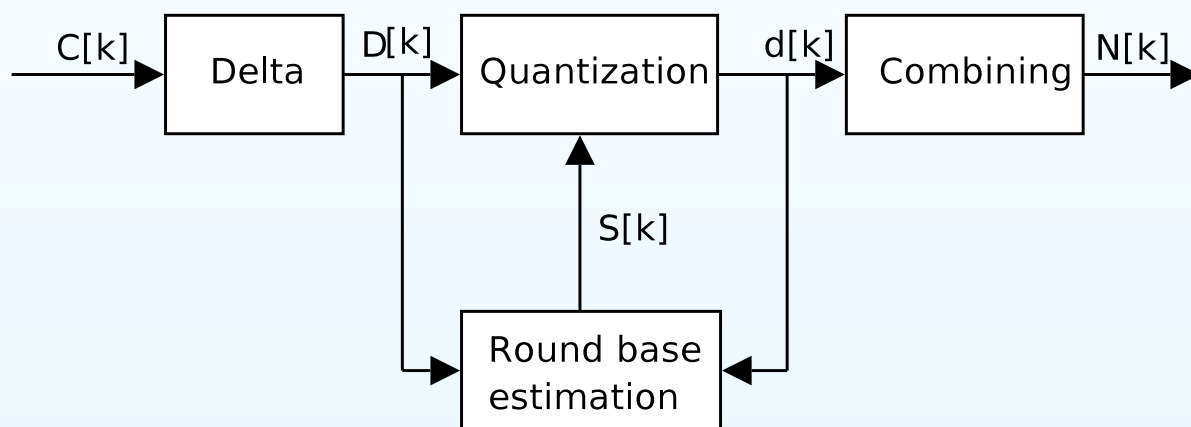 C[k]
Delta
D[k]
Quantization
d[k]
Combining
N[k]
S[k]
Round base
estimation